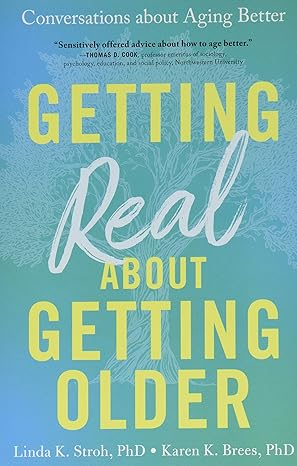 Conversations about Aging Better
"Sensitively offered advice about how to age better."
—THOMAS D. COOK, professor emeritus of sociology,
psychology, education, and social policy, Northwestern University
GETTING
Real
ABOUT
GETTING
OLDER
Linda K. Stroh, PhD • Karen K. Brees, PhD